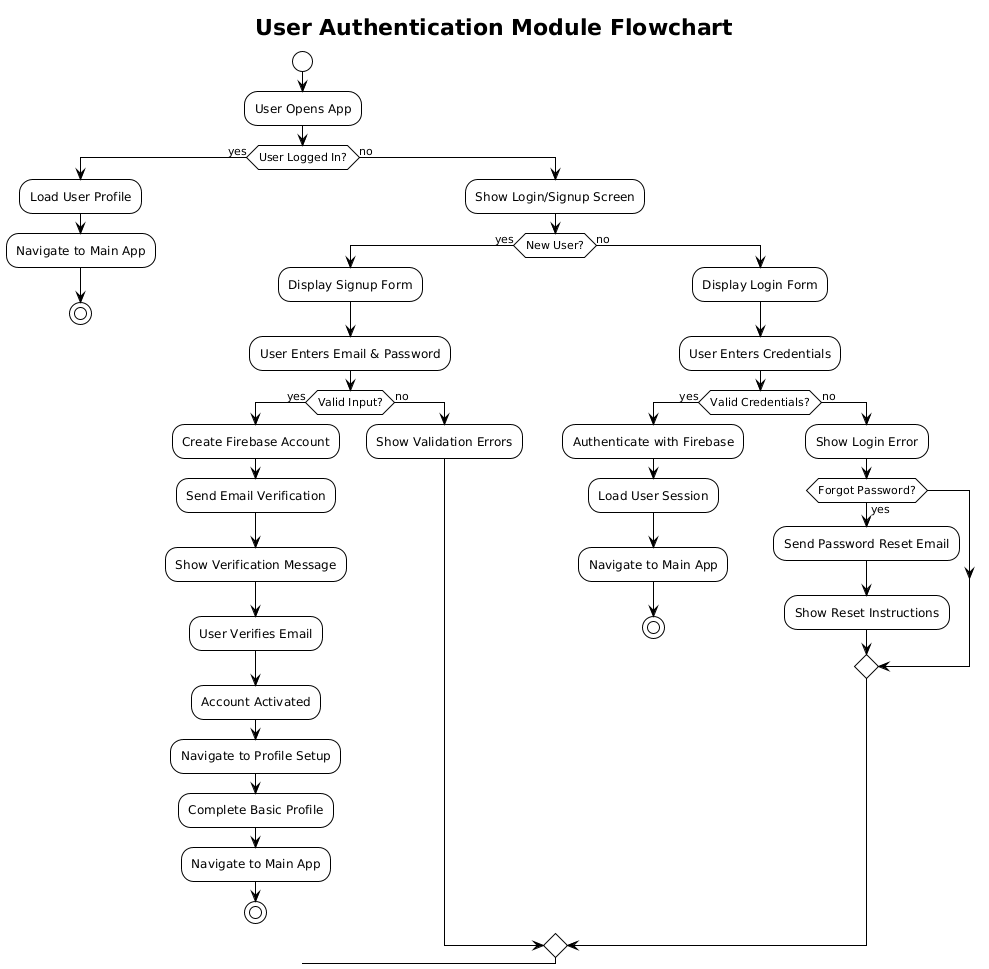 User Authentication Module Flowchart
User Opens App
yes
User Logged In?
no
Load User Profile
Navigate to Main App
Show Login/Signup Screen
yes
New User?
no
Display Signup Form
User Enters Email & Password
yes
Valid Input?
no
Create Firebase Account
Send Email Verification
Show Verification Message
User Verifies Email
Account Activated
Navigate to Profile Setup
Complete Basic Profile
Navigate to Main App
Show Validation Errors
Display Login Form
User Enters Credentials
yes
Valid Credentials?
no
Authenticate with Firebase
Load User Session
Navigate to Main App
Show Login Error
Forgot Password?
yes
Send Password Reset Email
Show Reset Instructions